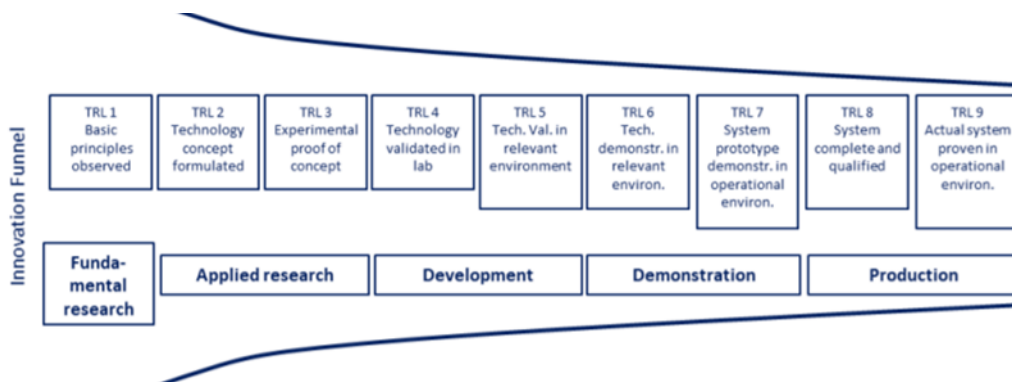 Innovation Funnel
TRL 1
Basic
principles
observed
TRL 2
Technology
concept
formulated
TRL 3
Experimental
proof of
concept
TRL 4
Technology
validated in
lab
TRL 5
Tech. Val. in
relevant
environment
TRL 6
Tech.
demonstr. in
relevant
environ.
TRL 7
System
prototype
demonstr. in
operational
environ.
TRL 8
System
complete and
qualified
TRL 9
Actual system
proven in
operational
environ.
Funda-
mental
research
Applied research
Development
Demonstration
Production